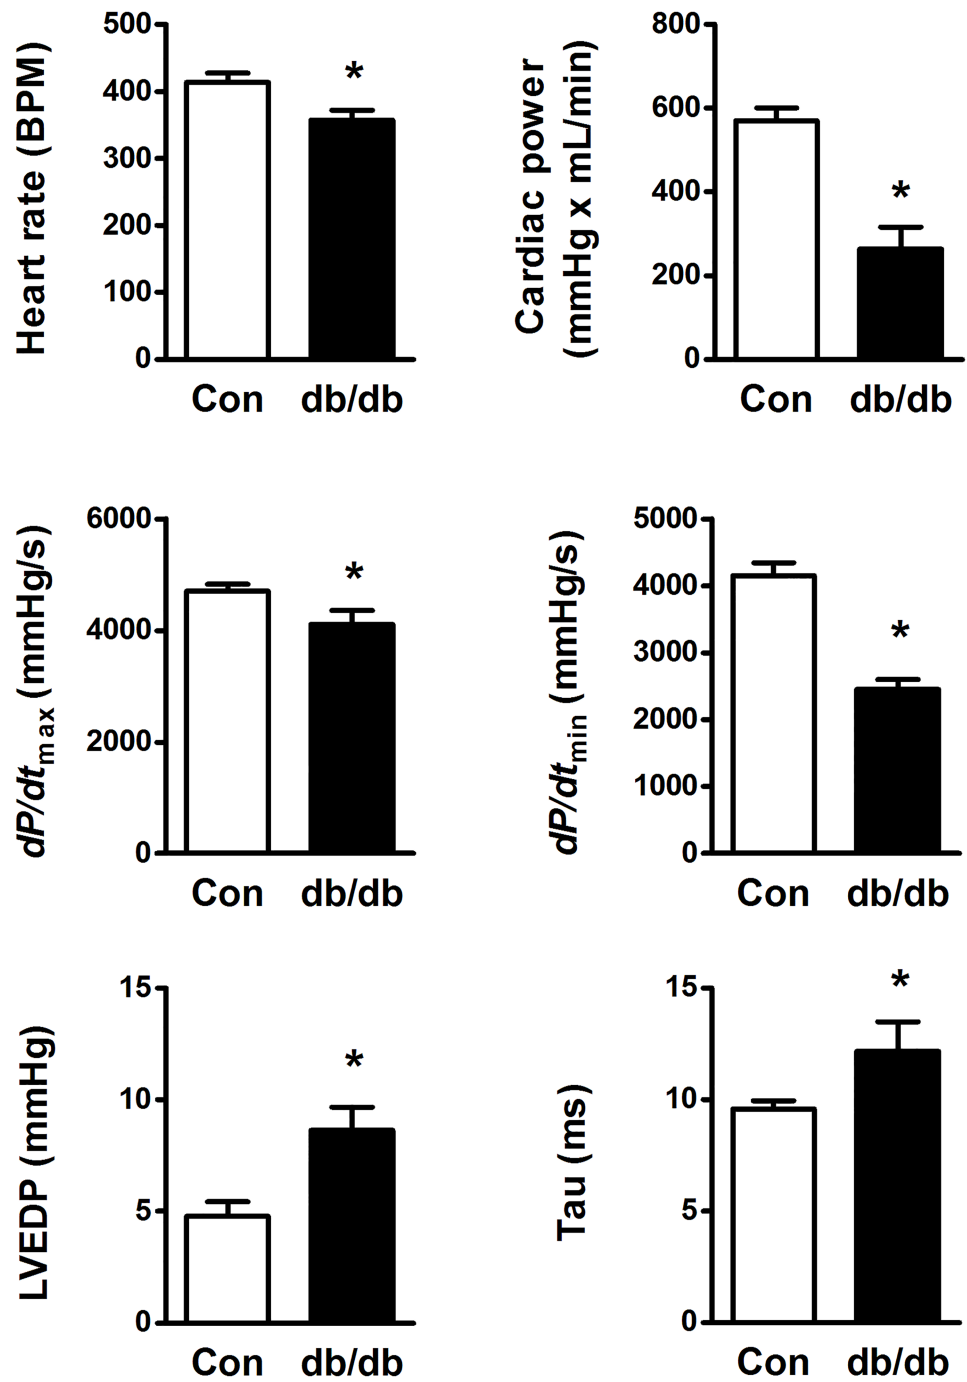 Heart rate (BPM)
500
400
300
200
100
0
*
Con db/db
Cardiac power
(mmHg x mL/min)
800
600
400
200
0
*
Con db/db
dP/dtmax (mmHg/s)
6000
4000
2000
0
*
Con db/db
dP/dtmin (mmHg/s)
5000
4000
3000
2000
1000
0
*
Con db/db
LVEDP (mmHg)
15
10
5
0
*
Con db/db
Tau (ms)
15
10
5
0
*
Con db/db